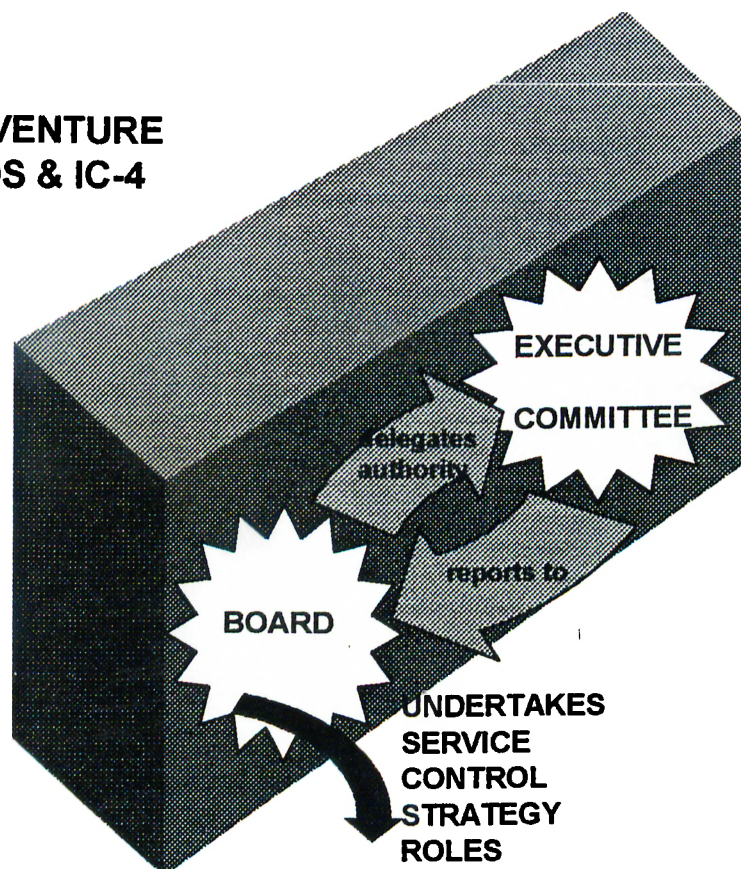 VENTURE
S & IC-4
EXECUTIVE
COMMITTEE
delegates
authority
reports to
BOARD
UNDERTAKES
SERVICE
CONTROL
STRATEGY
ROLES